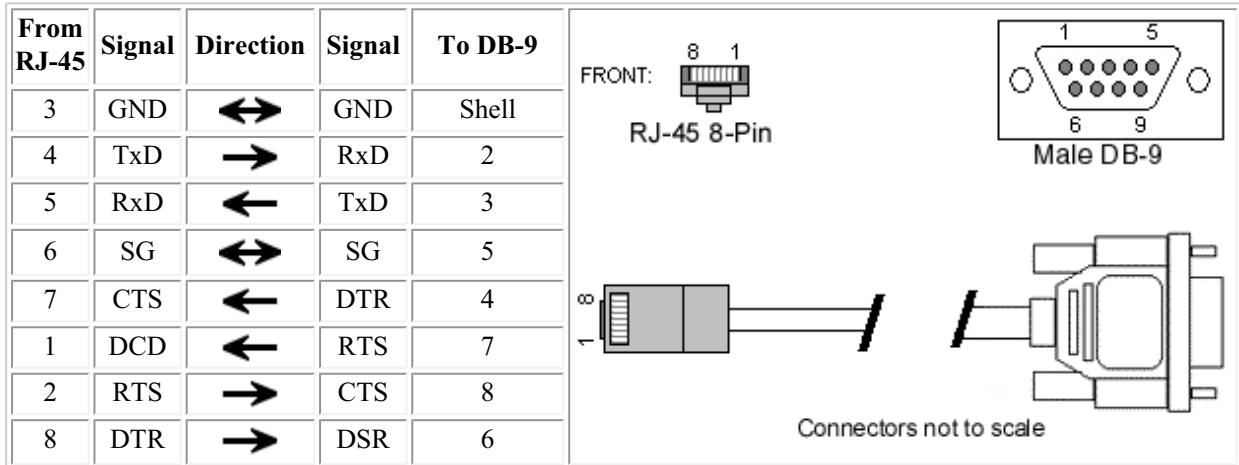 From RJ-45 Signal Direction Signal To DB-9
3 GND GND Shell
4 TxD RxD 2
5 RxD TxD 3
6 SG SG 5
7 CTS DTR 4
1 DCD RTS 7
2 RTS CTS 8
8 DTR DSR 6
8 1
FRONT:
RJ-45 8-Pin
1 5
6 9
Male DB-9
8
1
Connectors not to scale